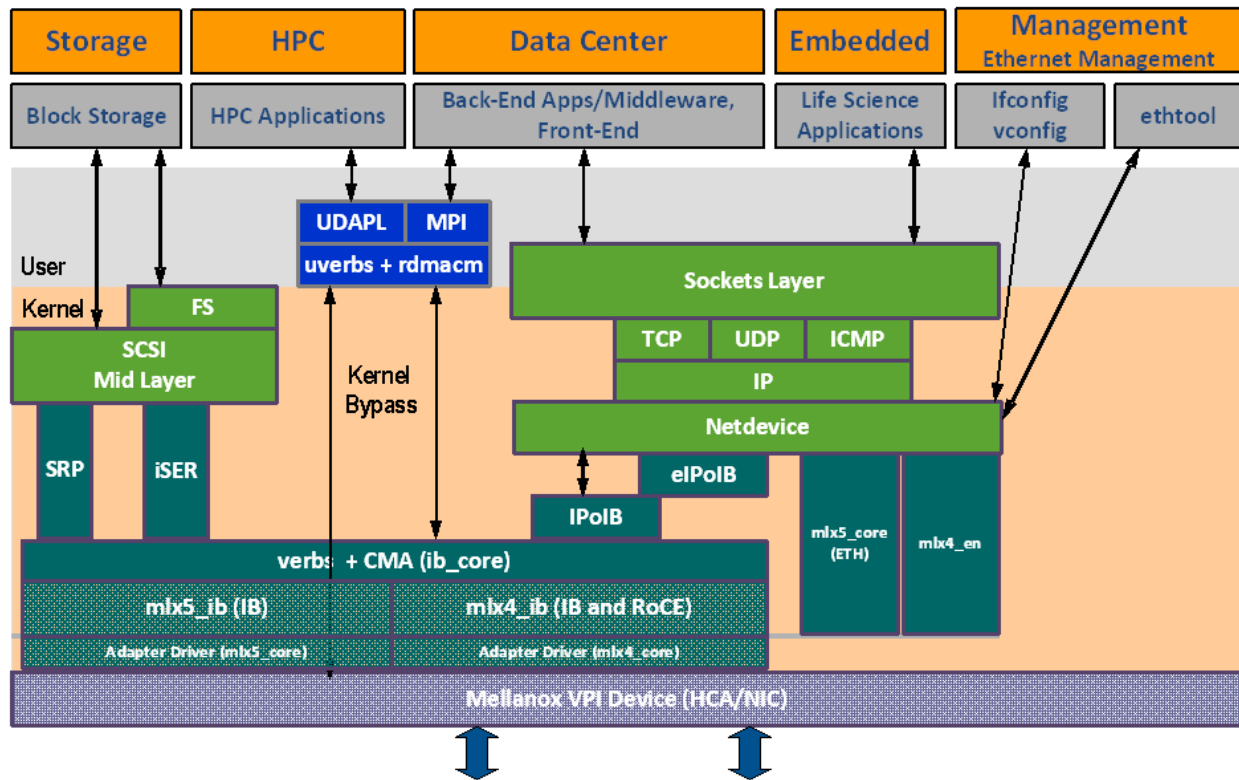 Storage
HPC
Data Center
Embedded
Management
Ethernet Management
Block Storage
HPC Applications
Back-End Apps/Middleware,
Front-End
Life Science
Applications
Ifconfig
vconfig
ethtool
UDAPL
MPI
uverbs + rdmacm
User
Kernel
FS
Sockets Layer
SCSI
Mid Layer
TCP
UDP
ICMP
Kernel
Bypass
IP
Netdevice
SRP
iSER
eIPoIB
IPoIB
mlx5_core
(ETH)
mlx4_en
verbs + CMA (ib_core)
mlx5_ib (IB)
mlx4_ib (IB and RoCE)
Adapter Driver (mlx5_core)
Adapter Driver (mlx4_core)
Mellanox VPI Device (HCA/NIC)